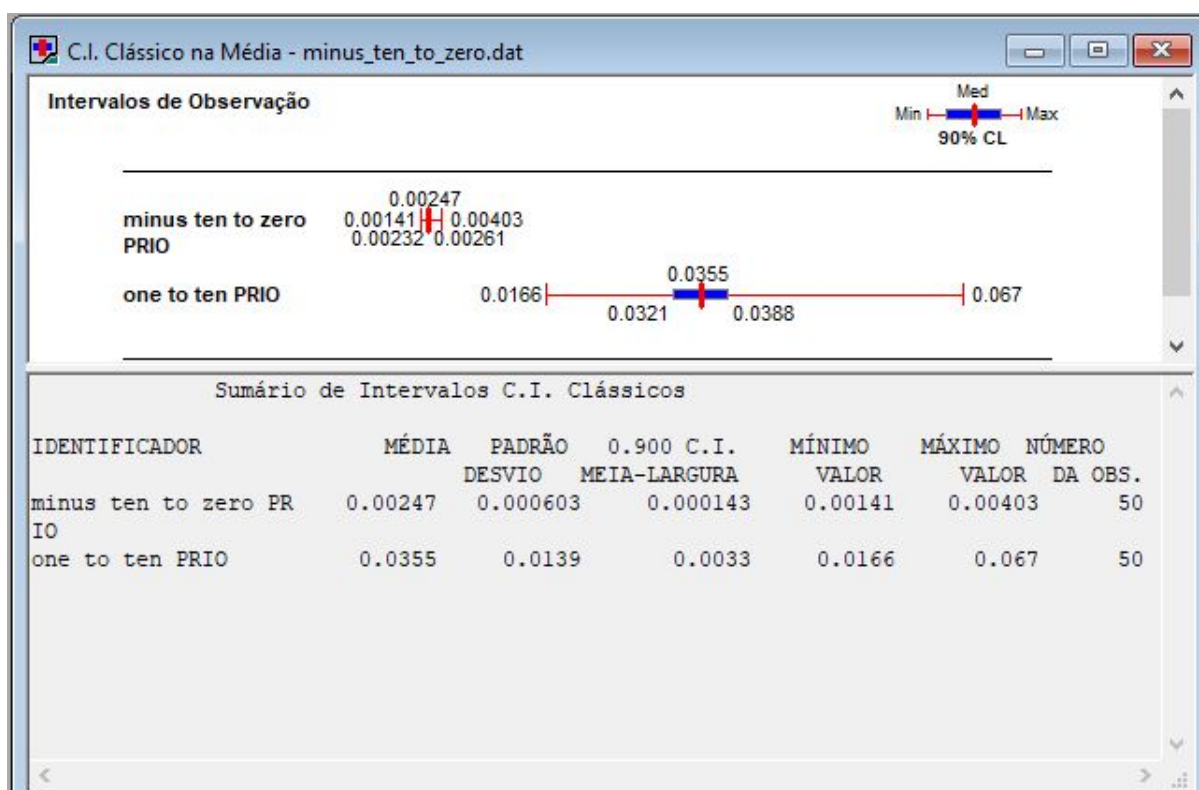 C.I. Clássico na Média - minus_ten_to_zero.dat
Intervalos de Observação
Med
Min Max
90% CL
0.00247
minus ten to zero 0.00141 0.00403
PRIO 0.00232 0.00261
0.0355
one to ten PRIO 0.0166 0.067
0.0321 0.0388
Sumário de Intervalos C.I. Clássicos
IDENTIFICADOR MÉDIA PADRÃO 0.900 C.I. MÍNIMO MÁXIMO NÚMERO
DESVIO MEIA-LARGURA VALOR VALOR DA OBS.
minus ten to zero PR 0.00247 0.000603 0.000143 0.00141 0.00403 50
IO
one to ten PRIO 0.0355 0.0139 0.0033 0.0166 0.067 50